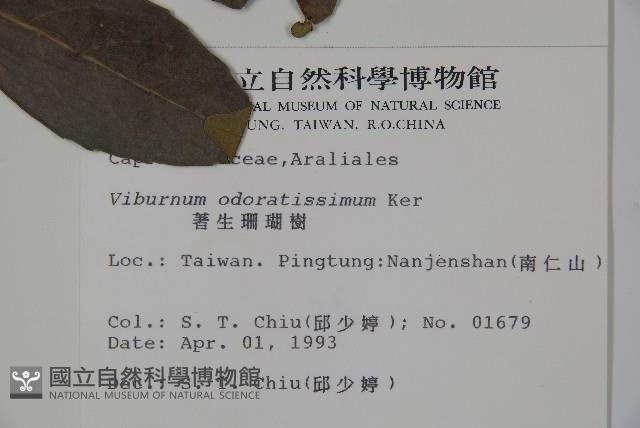 立自然科學博物館
AL MUSEUM OF NATURAL SCIENCE
UNG, TAIWAN, R.O.CHINA
ceae,Araliales
Viburnum odoratissimum Ker
著生珊瑚樹
Loc.: Taiwan. Pingtung:Nanjenshan(南仁山)
Col.: S. T. Chiu(邱少婷); No. 01679
Date: Apr. 01, 1993
Det.: S. T. Chiu(邱少婷)
國立自然科學博物館
NATIONAL MUSEUM OF NATURAL SCIENCE